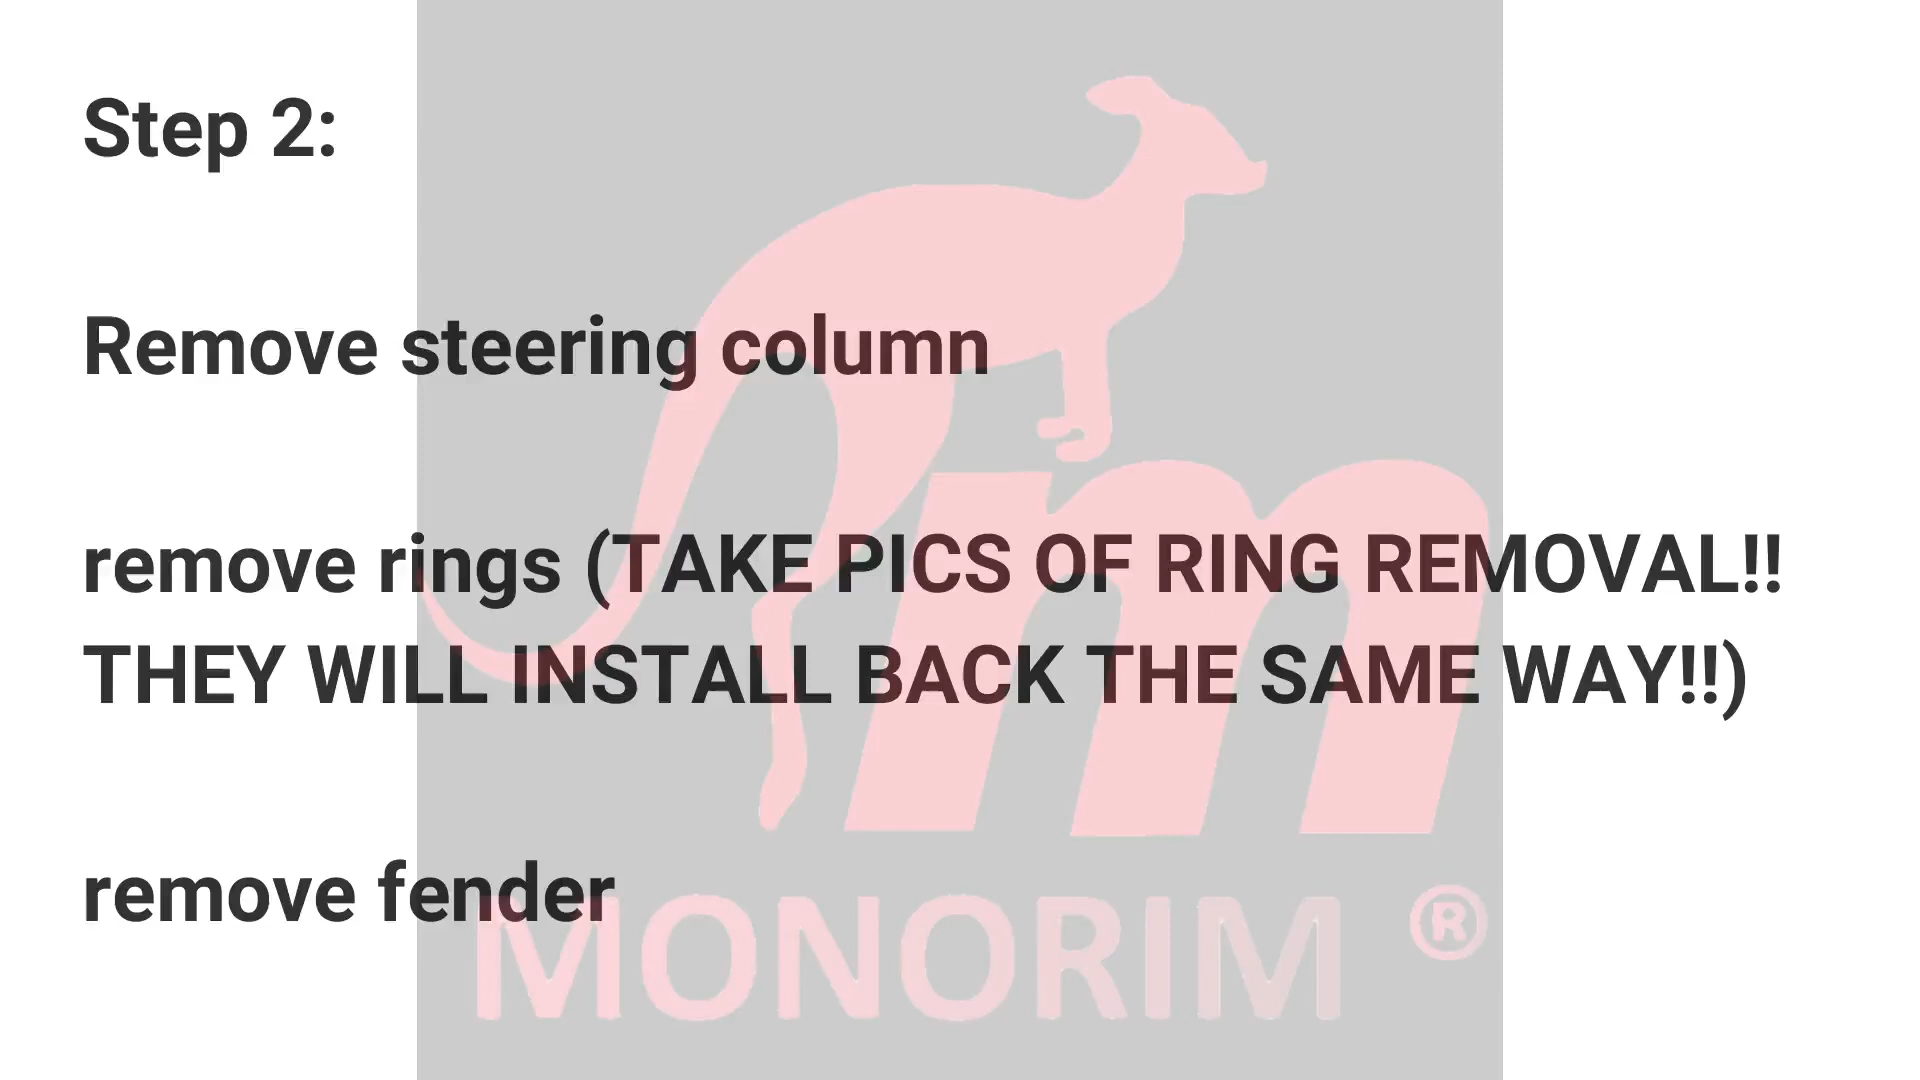 Step 2:
Remove steering column
remove rings (TAKE PICS OF RING REMOVAL!!
THEY WILL INSTALL BACK THE SAME WAY!!)
remove fender
m
MONORIM ®